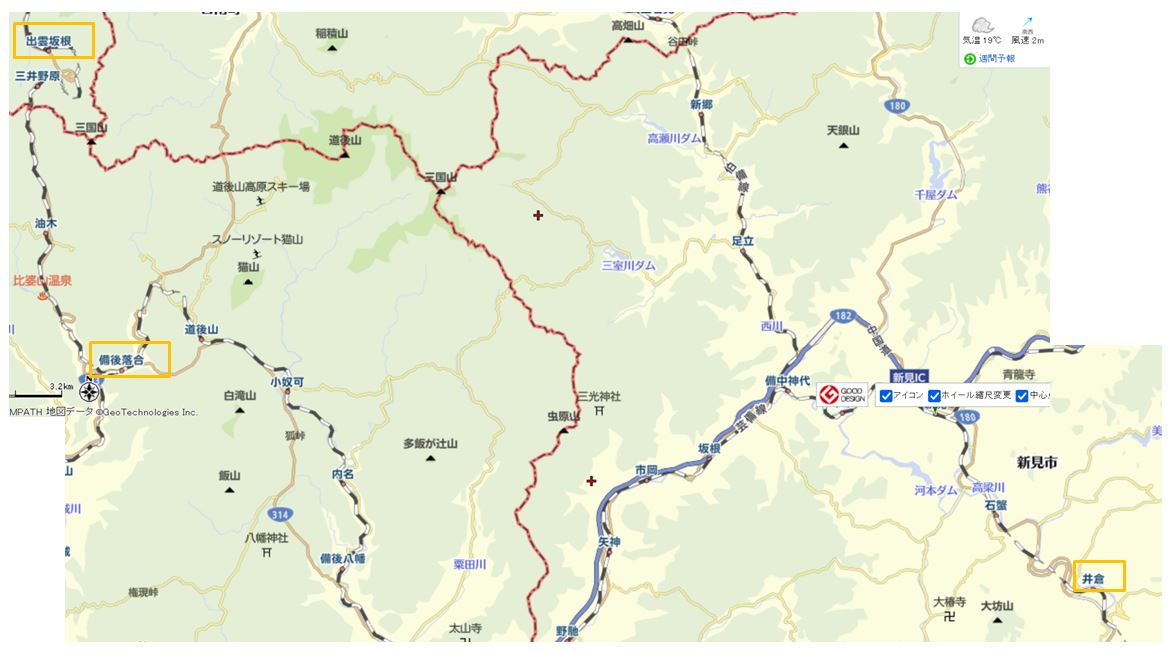 稲積山
高畑山
谷田峠
気温 19℃
南西
風速 2m
週間予報
出雲坂根
三井野原
三国山
道後山
新郷
180
天銀山
高瀬川ダム
伯備線
三国山
道後山高原スキー場
千屋ダム
油木
スノーリゾート猫山
猫山
足立
三室川ダム
比婆山温泉
道後山
西川
182
中国道
備後落合
3.2km
小奴可
白滝山
備中神代
GOOD
DESIGN
新見IC
青龍寺
アイコン
ホイール縮尺変更
中心
MPATH 地図データ ©GeoTechnologies Inc.
三光神社
虫原山
芸備線
180
狐峠
多飯が辻山
坂根
新見市
飯山
内名
市岡
河本ダム
高梁川
石蟹
314
八幡神社
矢神
備後八幡
粟田川
井倉
権現峠
大椿寺
大坊山
太山寺
野馳